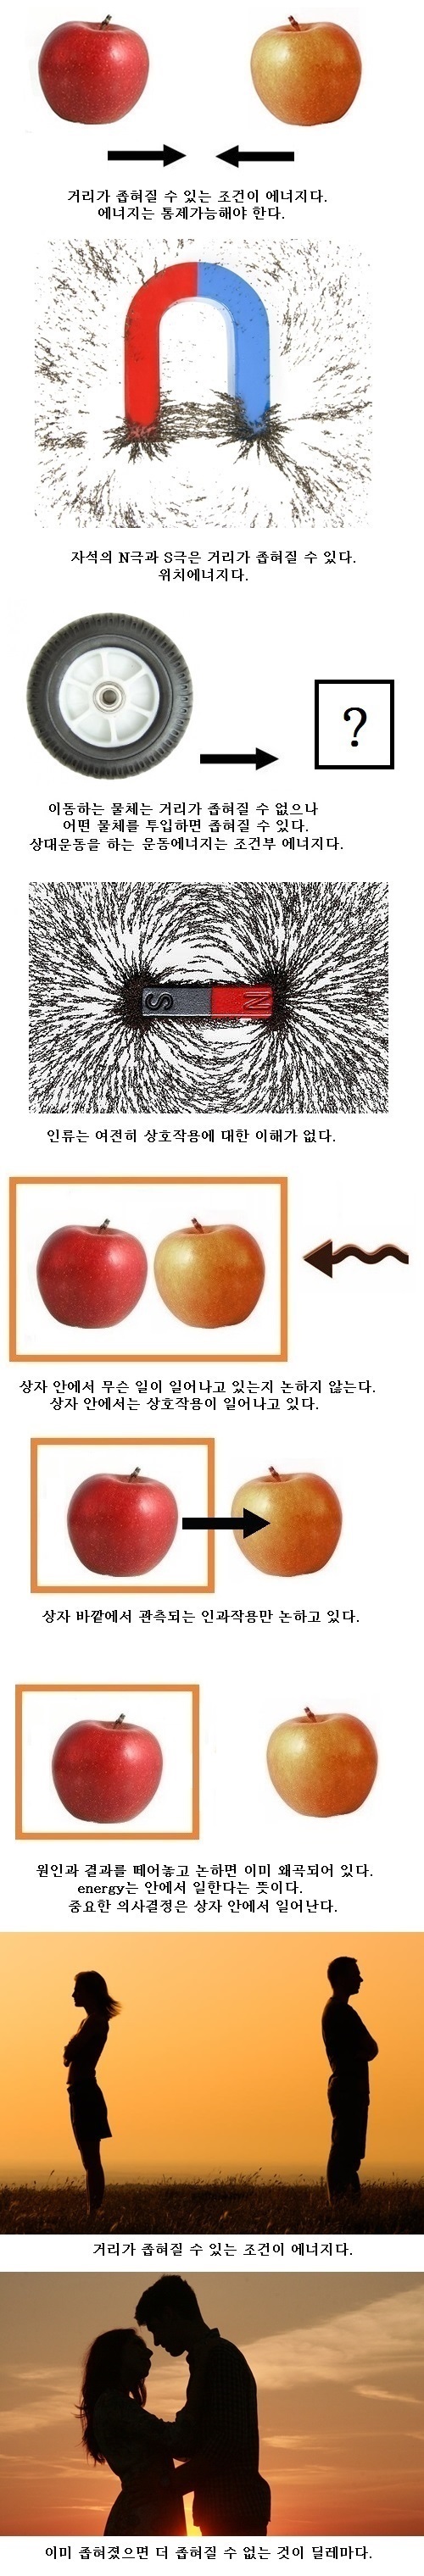 거리가 좁혀질 수 있는 조건이 에너지다.
에너지는 통제가능해야 한다.
자석의 N극과 S극은 거리가 좁혀질 수 있다.
위치에너지다.
?
이동하는 물체는 거리가 좁혀질 수 없으나
어떤 물체를 투입하면 좁혀질 수 있다.
상대운동을 하는 운동에너지는 조건부 에너지다.
S N
인류는 여전히 상호작용에 대한 이해가 없다.
상자 안에서 무슨 일이 일어나고 있는지 논하지 않는다.
상자 안에서는 상호작용이 일어나고 있다.
상자 바깥에서 관측되는 인과작용만 논하고 있다.
원인과 결과를 떼어놓고 논하면 이미 왜곡되어 있다.
energy는 안에서 일한다는 뜻이다.
중요한 의사결정은 상자 안에서 일어난다.
거리가 좁혀질 수 있는 조건이 에너지다.
이미 좁혀졌으면 더 좁혀질 수 없는 것이 딜레마다.